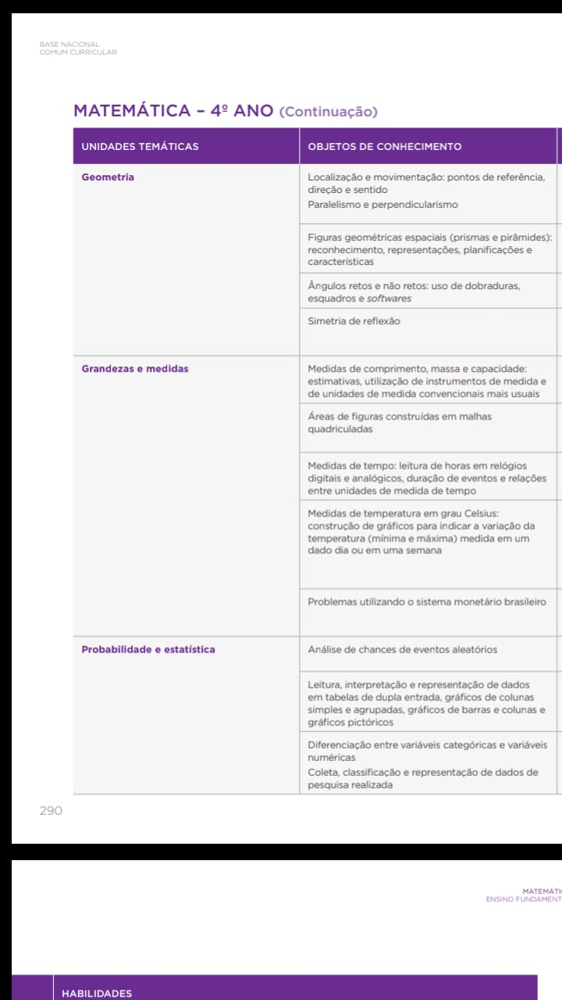 BASE NACIONAL
COMUM CURRICULAR
MATEMÁTICA – 4º ANO (Continuação)
UNIDADES TEMÁTICAS
OBJETOS DE CONHECIMENTO
Geometria
Localização e movimentação: pontos de referência,
direção e sentido
Paralelismo e perpendicularismo
Figuras geométricas espaciais (prismas e pirâmides):
reconhecimento, representações, planificações e
características
Ângulos retos e não retos: uso de dobraduras,
esquadros e softwares
Simetria de reflexão
Grandezas e medidas
Medidas de comprimento, massa e capacidade:
estimativas, utilização de instrumentos de medida e
de unidades de medida convencionais mais usuais
Áreas de figuras construídas em malhas
quadriculadas
Medidas de tempo: leitura de horas em relógios
digitais e analógicos, duração de eventos e relações
entre unidades de medida de tempo
Medidas de temperatura em grau Celsius:
construção de gráficos para indicar a variação da
temperatura (mínima e máxima) medida em um
dado dia ou em uma semana
Problemas utilizando o sistema monetário brasileiro
Probabilidade e estatística
Análise de chances de eventos aleatórios
Leitura, interpretação e representação de dados
em tabelas de dupla entrada, gráficos de colunas
simples e agrupadas, gráficos de barras e colunas e
gráficos pictóricos
Diferenciação entre variáveis categóricas e variáveis
numéricas
Coleta, classificação e representação de dados de
pesquisa realizada
290
ENSINO
HABILIDADES